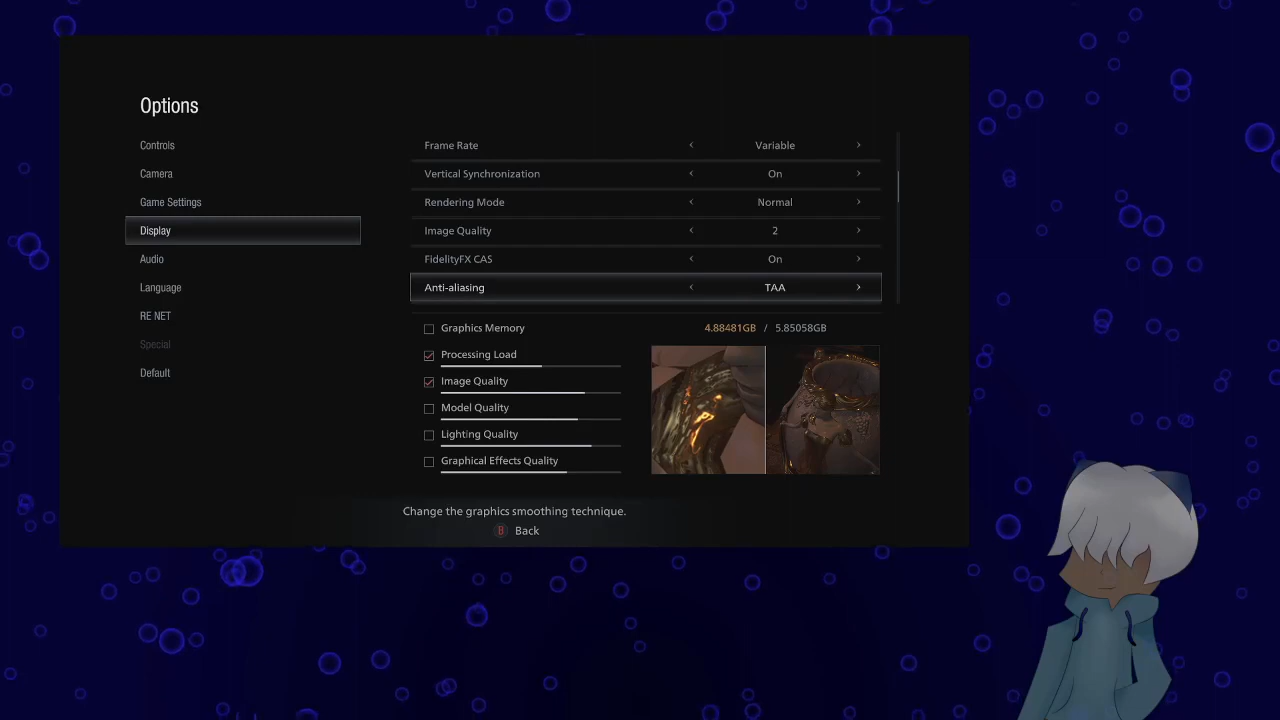 Options
Controls
Camera
Game Settings
Display
Audio
Language
RE NET
Special
Default
Frame Rate < Variable >
Vertical Synchronization < On >
Rendering Mode < Normal >
Image Quality < 2 >
FidelityFX CAS < On >
Anti-aliasing < TAA >
Graphics Memory 4.88481GB / 5.85058GB
Processing Load
Image Quality
Model Quality
Lighting Quality
Graphical Effects Quality
Change the graphics smoothing technique.
B Back